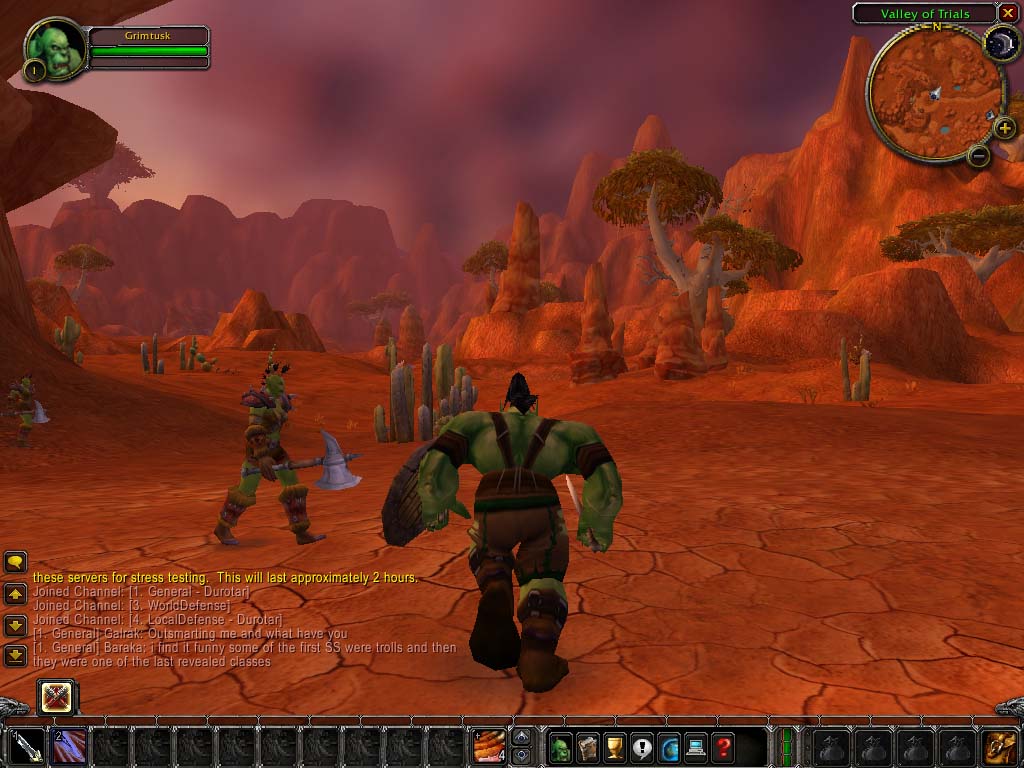 Grimtusk
1
Valley of Trials
N
these servers for stress testing. This will last approximately 2 hours.
Joined Channel: [1. General - Durotar]
Joined Channel: [3. WorldDefense]
Joined Channel: [4. LocalDefense - Durotar]
[1. General] Galrak: Outsmarting me and what have you
[1. General] Baraka: i find it funny some of the first SS were trolls and then
they were one of the last revealed classes
1
2
4